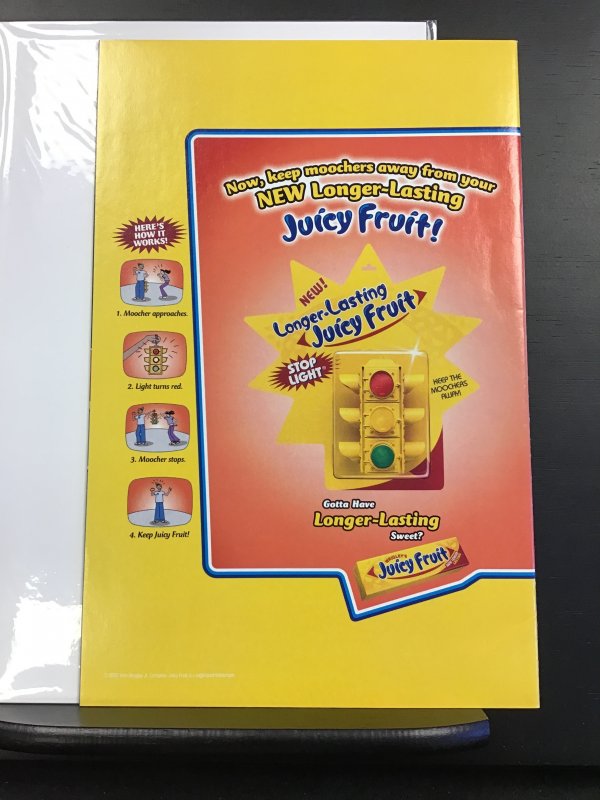 Now, keep moochers away from your
NEW Longer-Lasting
Juicy Fruit!
HERE'S
HOW IT
WORKS!
1. Moocher approaches.
2. Light turns red.
3. Moocher stops.
4. Keep Juicy Fruit!
NEW!
Longer-Lasting
Juicy Fruit
STOP
LIGHT
KEEP THE
MOOCHERS
AWAY!
Gotta Have
Longer-Lasting
Sweet?
WRIGLEY'S
Juicy Fruit